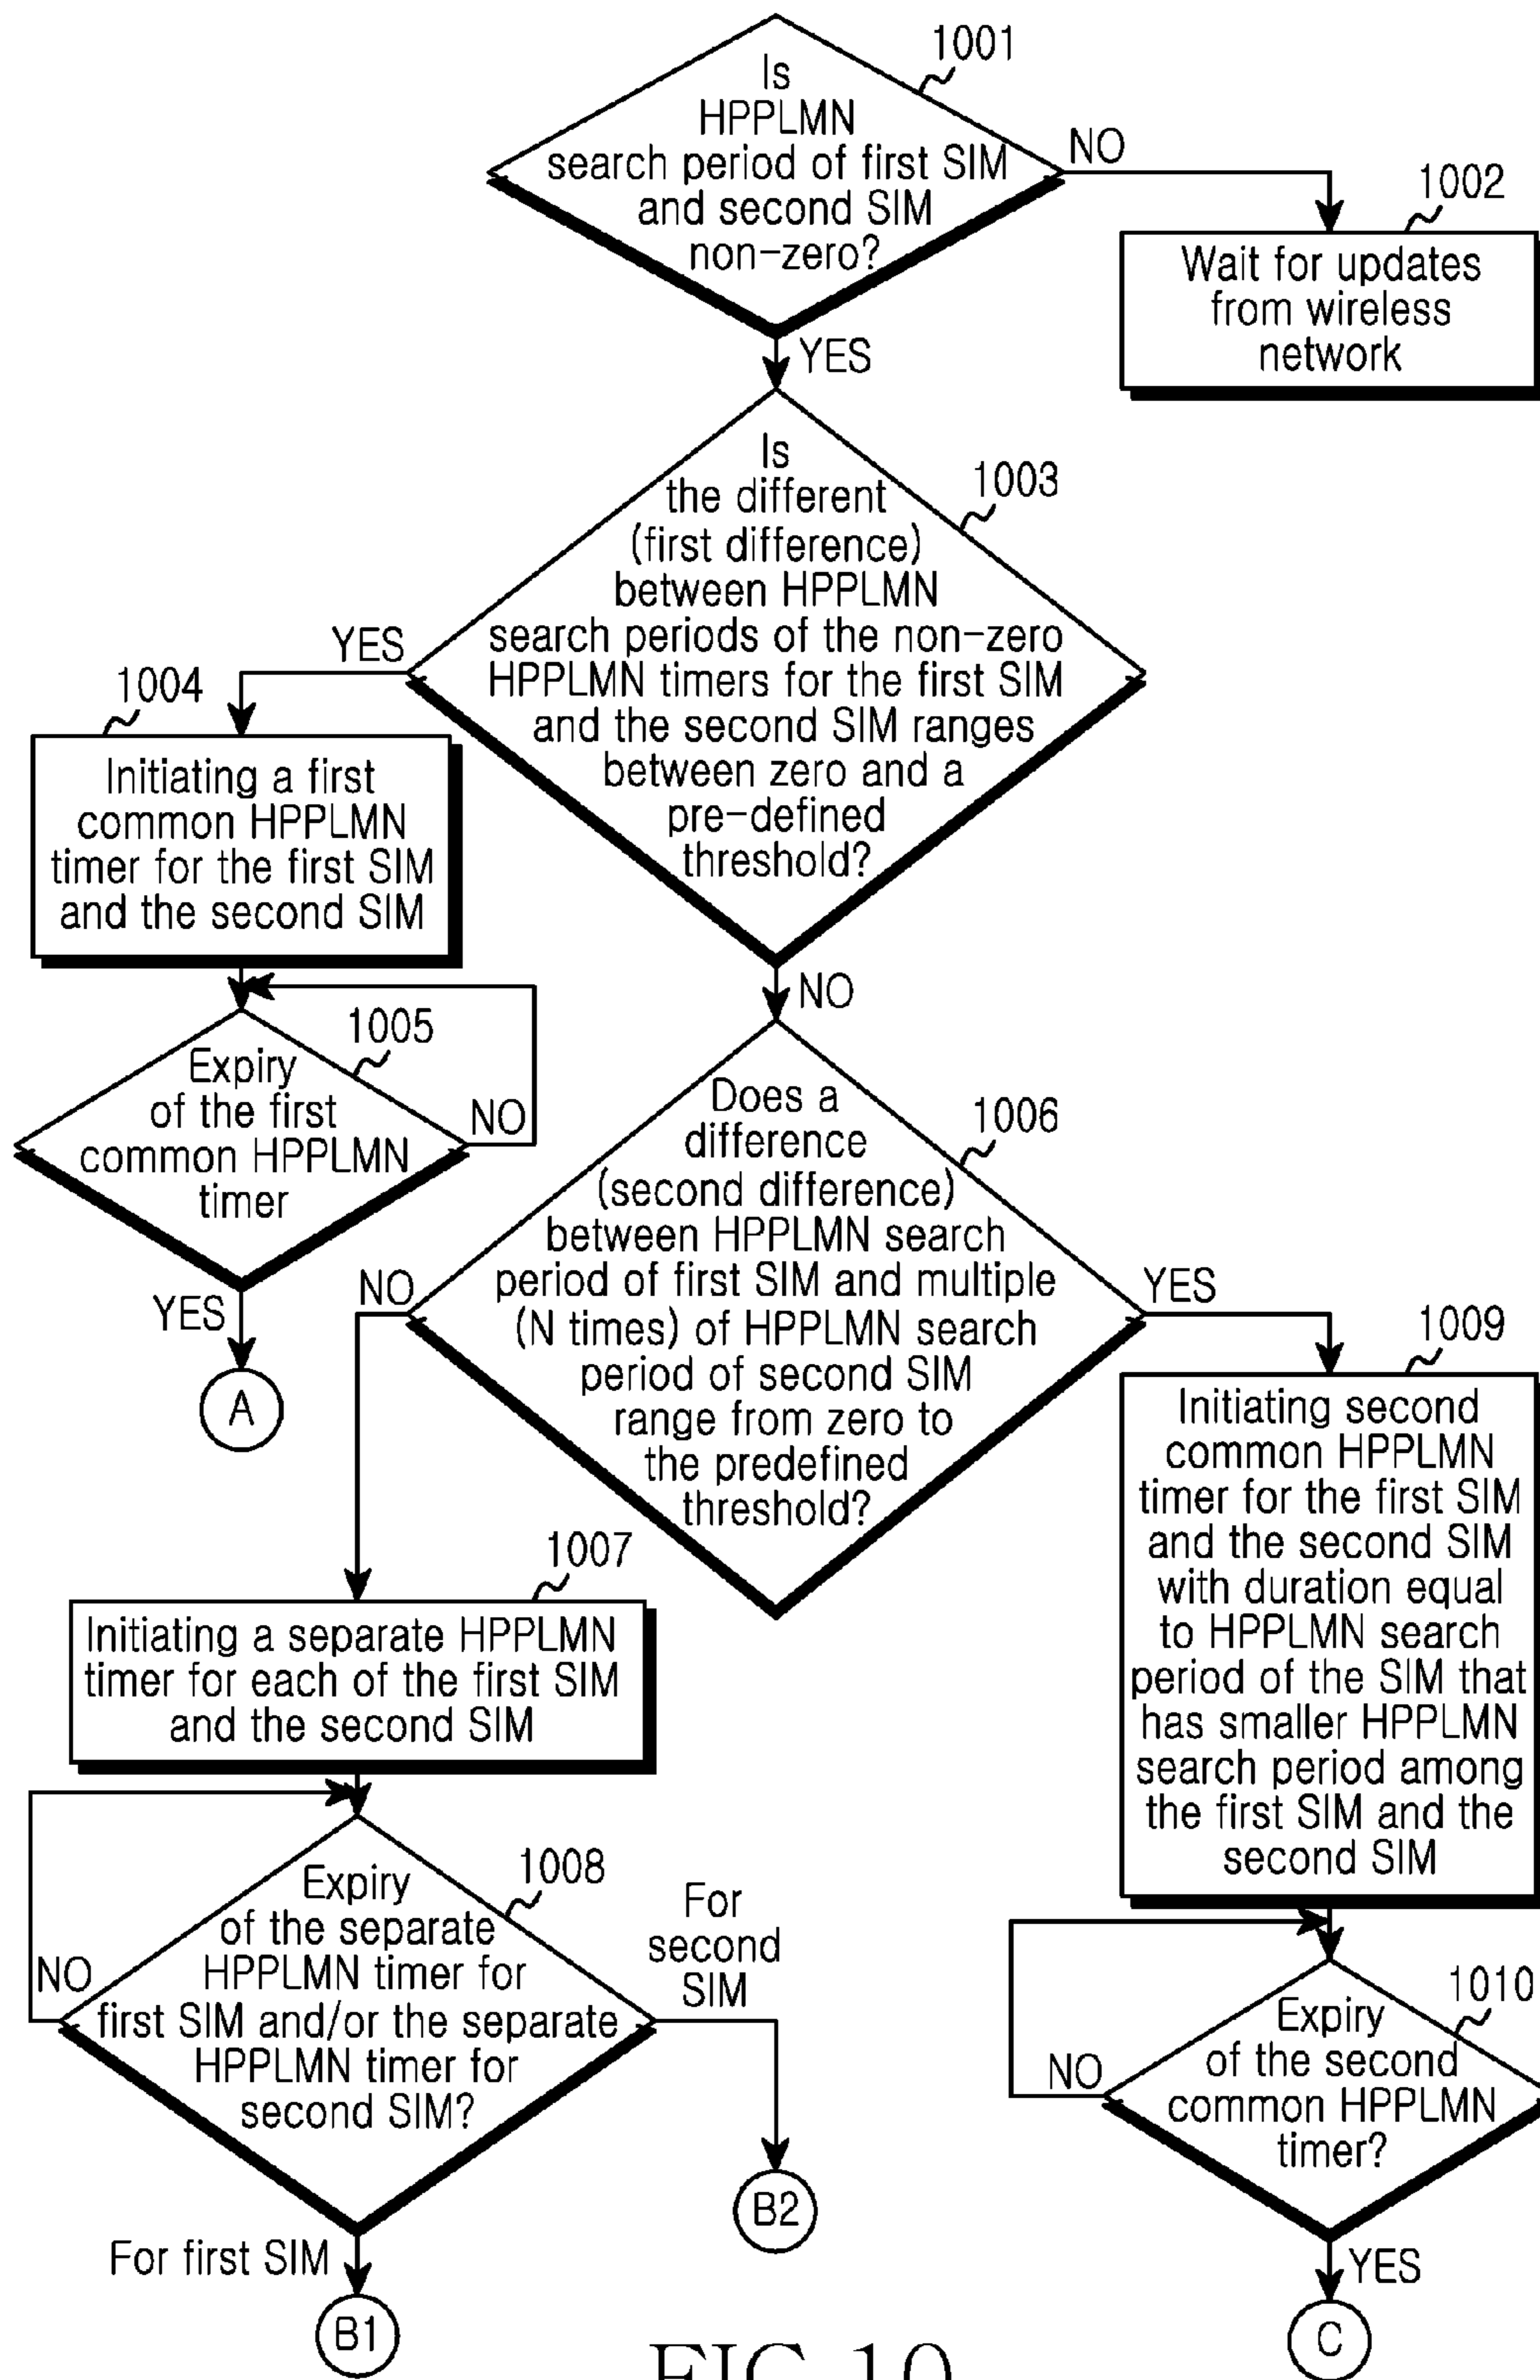 1001
Is
HPPLMN
search period of first SIM
and second SIM
non-zero?
NO
1002
Wait for updates
from wireless
network
YES
1003
Is
the different
(first difference)
between HPPLMN
search periods of the non-zero
HPPLMN timers for the first SIM
and the second SIM ranges
between zero and a
pre-defined
threshold?
YES
1004
Initiating a first
common HPPLMN
timer for the first SIM
and the second SIM
NO
1005
Expiry
of the first
common HPPLMN
timer
NO
YES
A
1006
Does a
difference
(second difference)
between HPPLMN search
period of first SIM and multiple
(N times) of HPPLMN search
period of second SIM
range from zero to
the predefined
threshold?
NO
YES
1007
Initiating a separate HPPLMN
timer for each of the first SIM
and the second SIM
1009
Initiating second
common HPPLMN
timer for the first SIM
and the second SIM
with duration equal
to HPPLMN search
period of the SIM that
has smaller HPPLMN
search period among
the first SIM and the
second SIM
1008
Expiry
of the separate
HPPLMN timer for
first SIM and/or the separate
HPPLMN timer for
second SIM?
NO
For
second
SIM
B2
For first SIM
B1
1010
Expiry
of the second
common HPPLMN
timer?
NO
YES
C
FIG.10